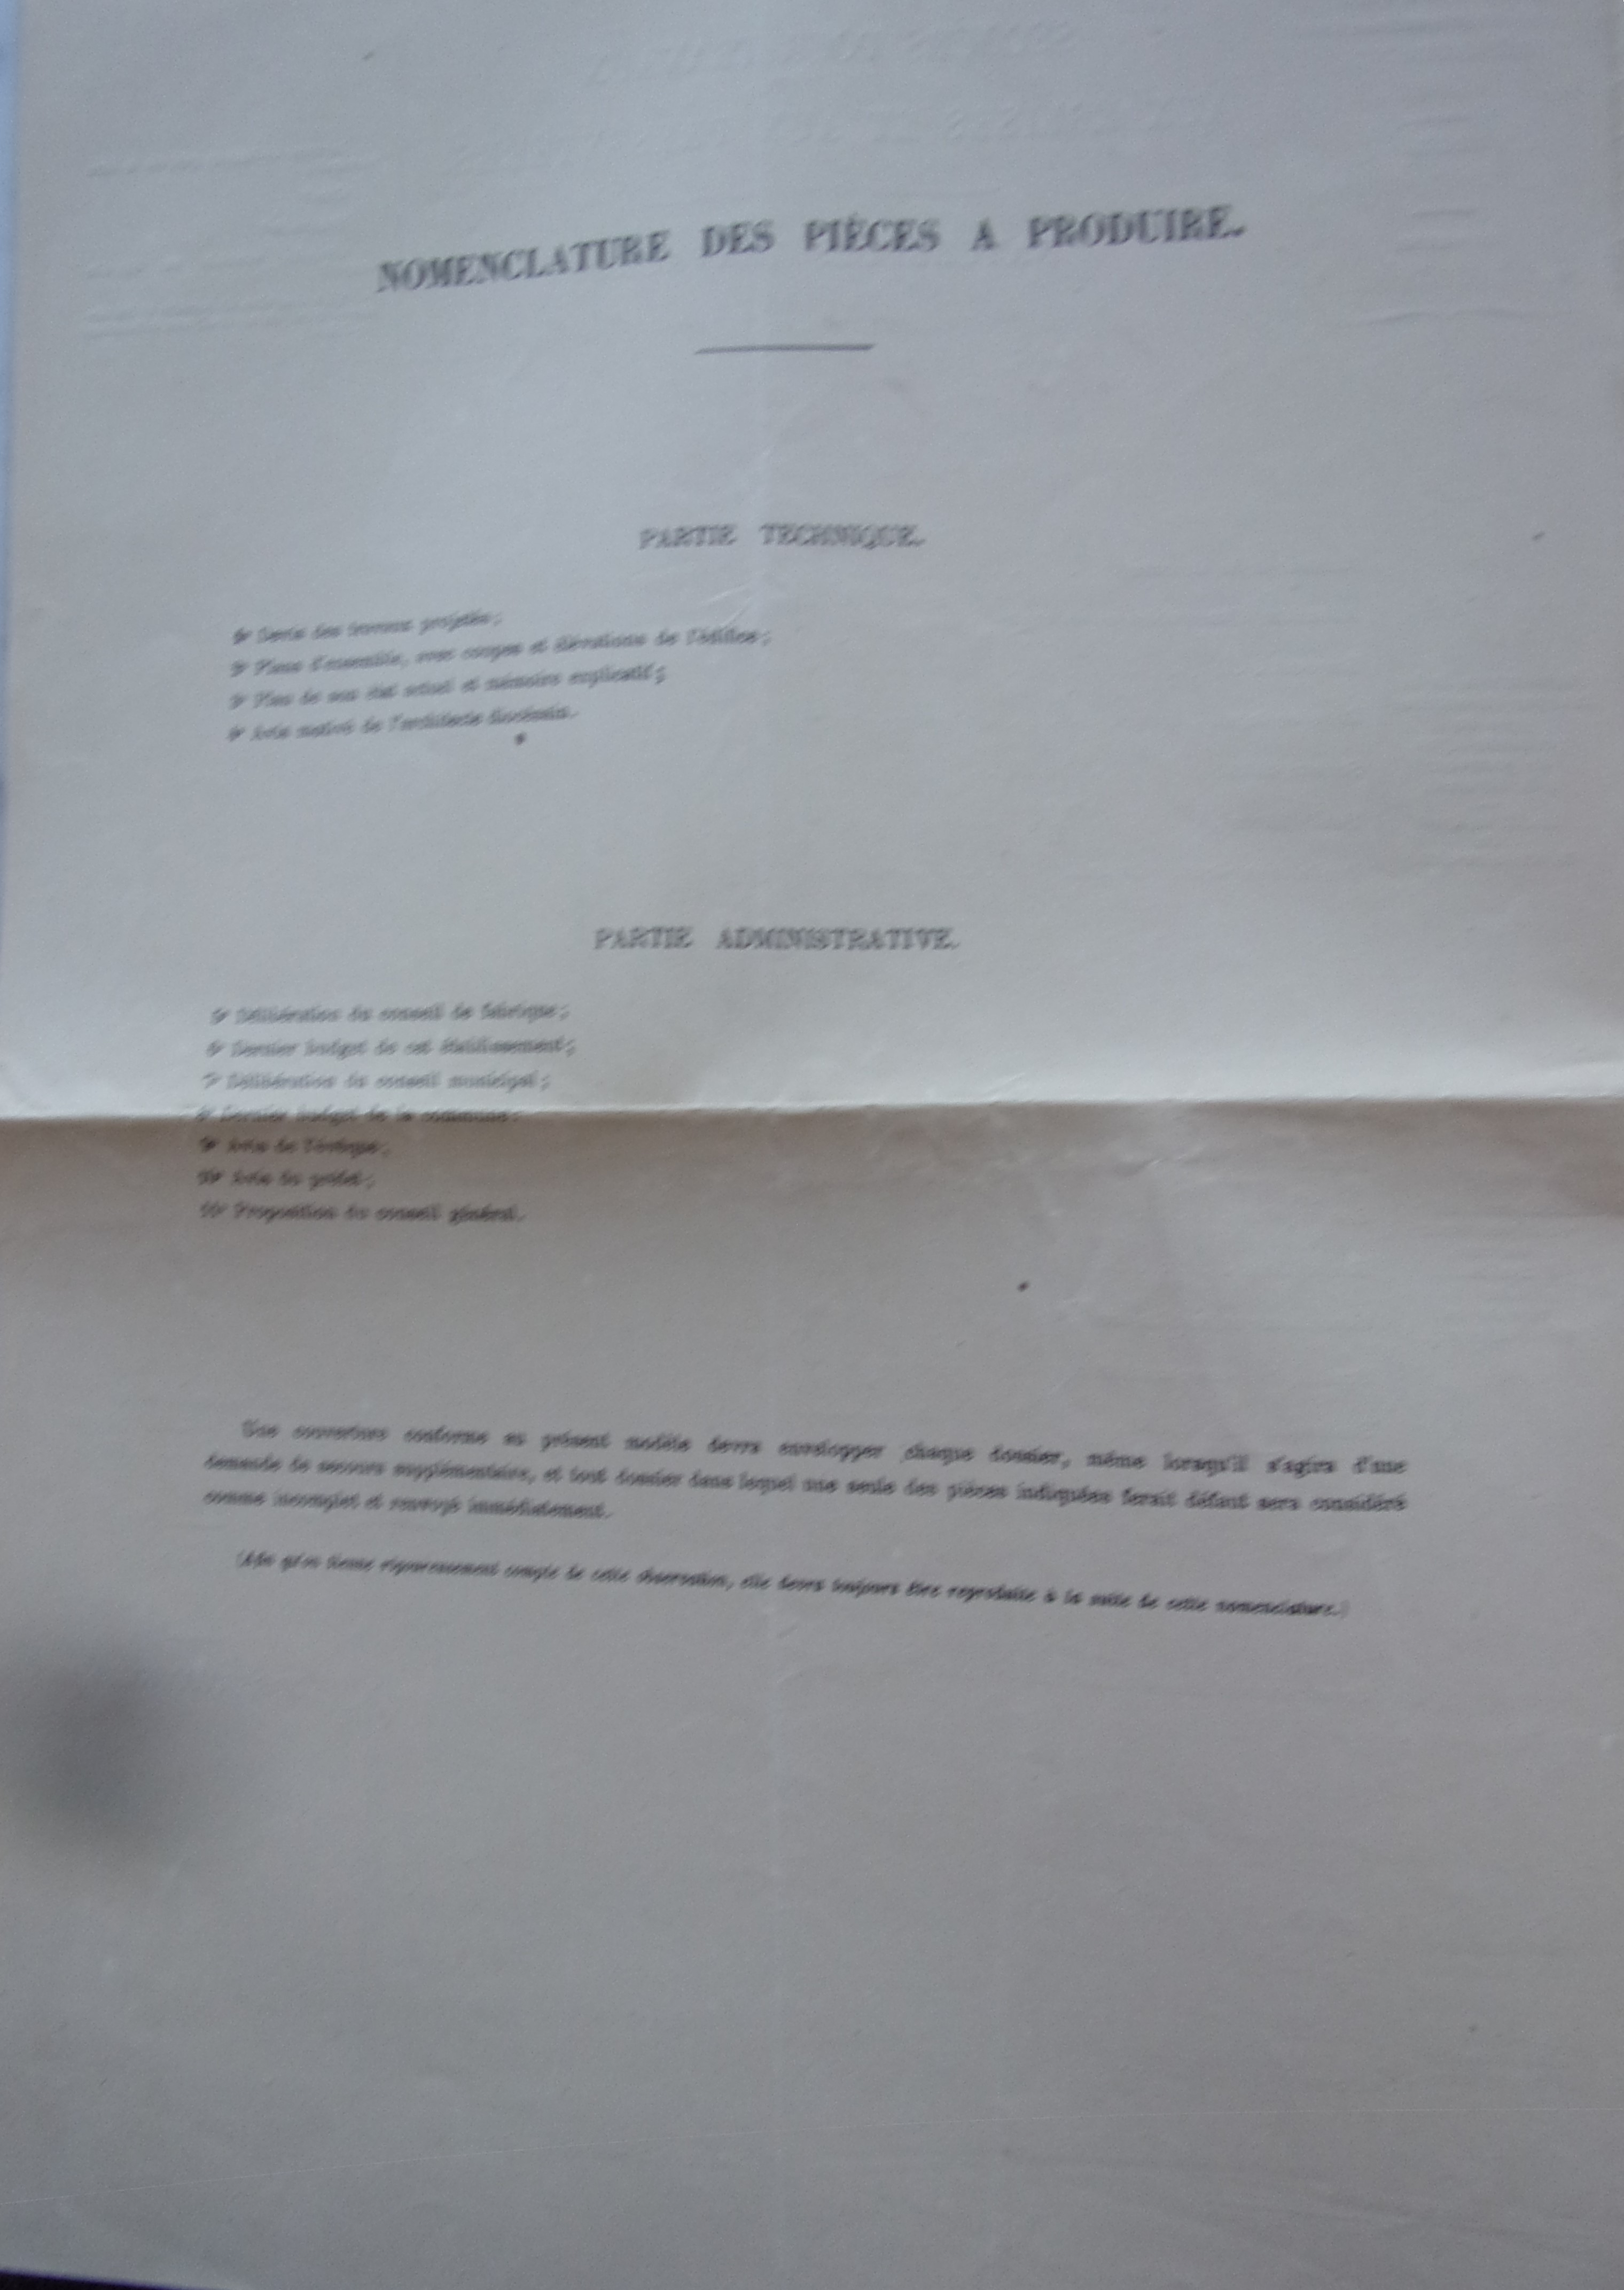 NOMENCLATURE DES PIÈCES A PRODUIRE.
PARTIE TECHNIQUE.
1° Devis des travaux projetés;
2° Plans d'ensemble, avec coupes et élévations de l'édifice;
3° Plan de son état actuel et mémoire explicatif;
4° Avis motivé de l'architecte diocésain.
PARTIE ADMINISTRATIVE.
5° Délibération du conseil de fabrique;
6° Dernier budget de cet établissement;
7° Délibération du conseil municipal;
8° Dernier budget de la commune;
9° Avis de l'évêque;
10° Avis du préfet;
11° Proposition du conseil général.
Une couverture conforme au présent modèle devra envelopper chaque dossier, même lorsqu'il s'agira d'une
demande de secours supplémentaire, et tout dossier dans lequel une seule des pièces indiquées ferait défaut sera considéré
comme incomplet et renvoyé immédiatement.
(Afin qu'on tienne rigoureusement compte de cette observation, elle devra toujours être reproduite à la suite de cette nomenclature.)